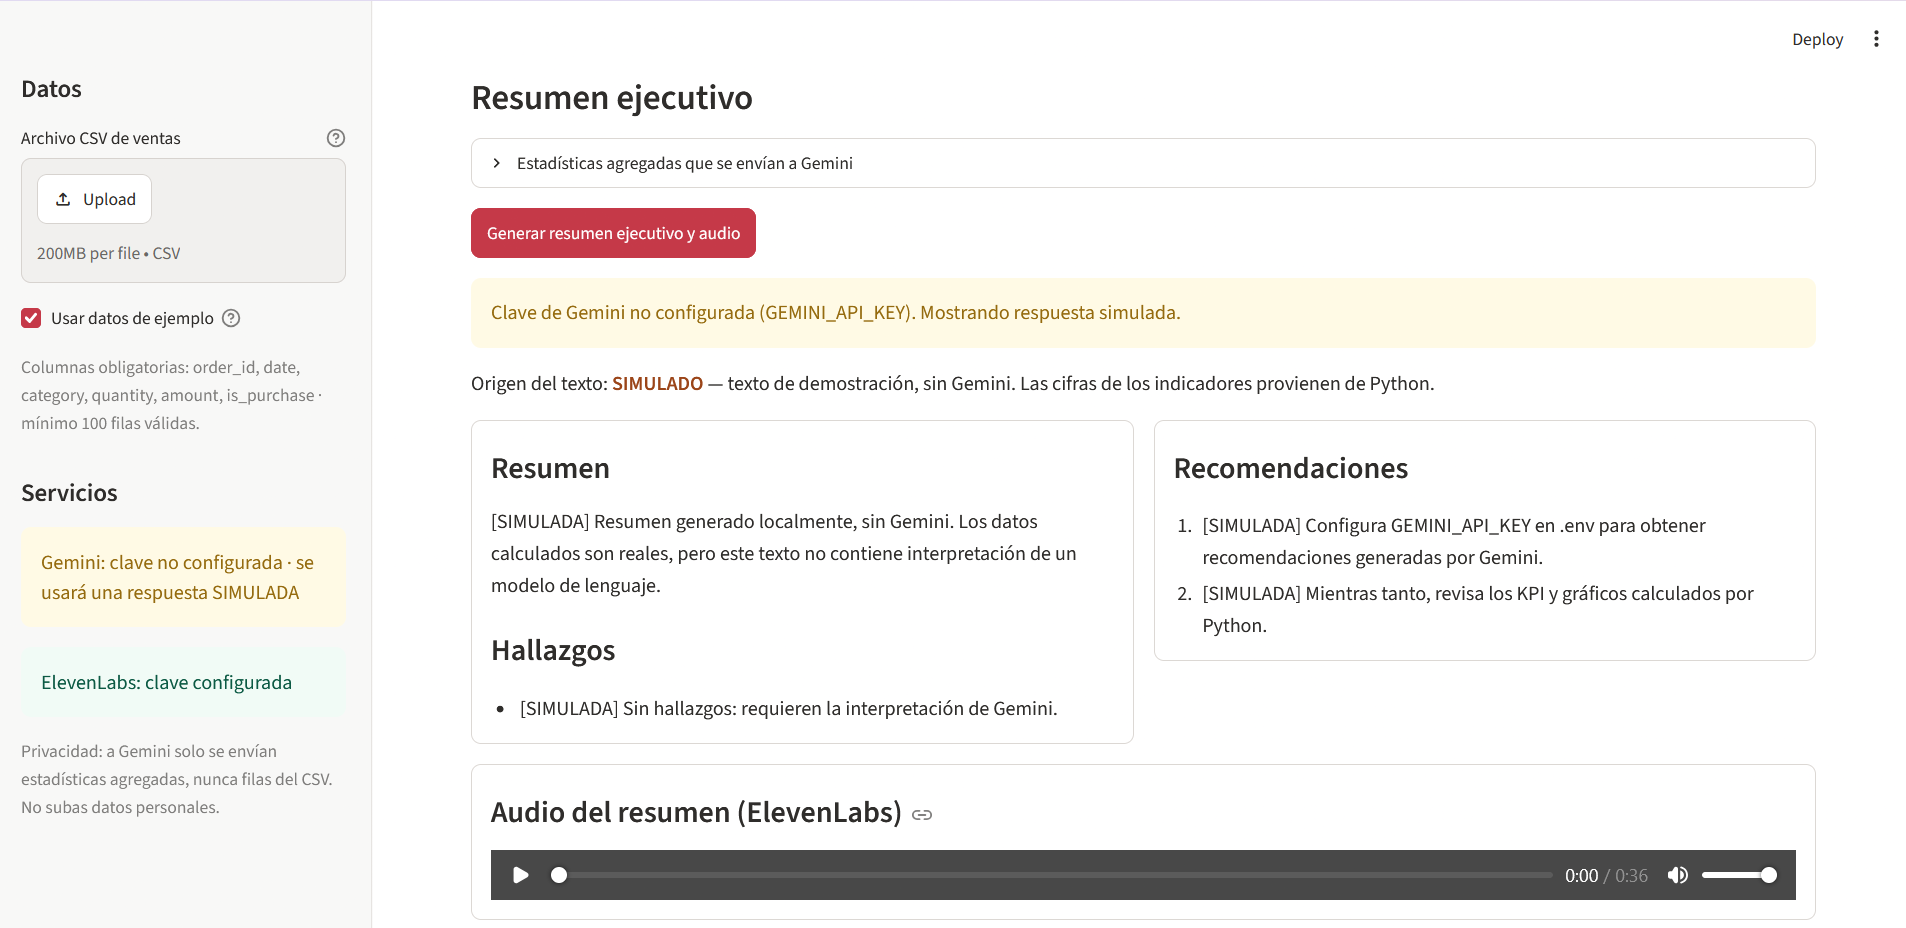 Datos
Archivo CSV de ventas
Upload
200MB per file • CSV
Usar datos de ejemplo
Columnas obligatorias: order_id, date,
category, quantity, amount, is_purchase ·
mínimo 100 filas válidas.
Servicios
Gemini: clave no configurada · se
usará una respuesta SIMULADA
ElevenLabs: clave configurada
Privacidad: a Gemini solo se envían
estadísticas agregadas, nunca filas del CSV.
No subas datos personales.
Deploy
Resumen ejecutivo
Estadísticas agregadas que se envían a Gemini
Generar resumen ejecutivo y audio
Clave de Gemini no configurada (GEMINI_API_KEY). Mostrando respuesta simulada.
Origen del texto: SIMULADO — texto de demostración, sin Gemini. Las cifras de los indicadores provienen de Python.
Resumen
[SIMULADA] Resumen generado localmente, sin Gemini. Los datos
calculados son reales, pero este texto no contiene interpretación de un
modelo de lenguaje.
Hallazgos
• [SIMULADA] Sin hallazgos: requieren la interpretación de Gemini.
Recomendaciones
1. [SIMULADA] Configura GEMINI_API_KEY en .env para obtener
recomendaciones generadas por Gemini.
2. [SIMULADA] Mientras tanto, revisa los KPI y gráficos calculados por
Python.
Audio del resumen (ElevenLabs)
0:00 / 0:36